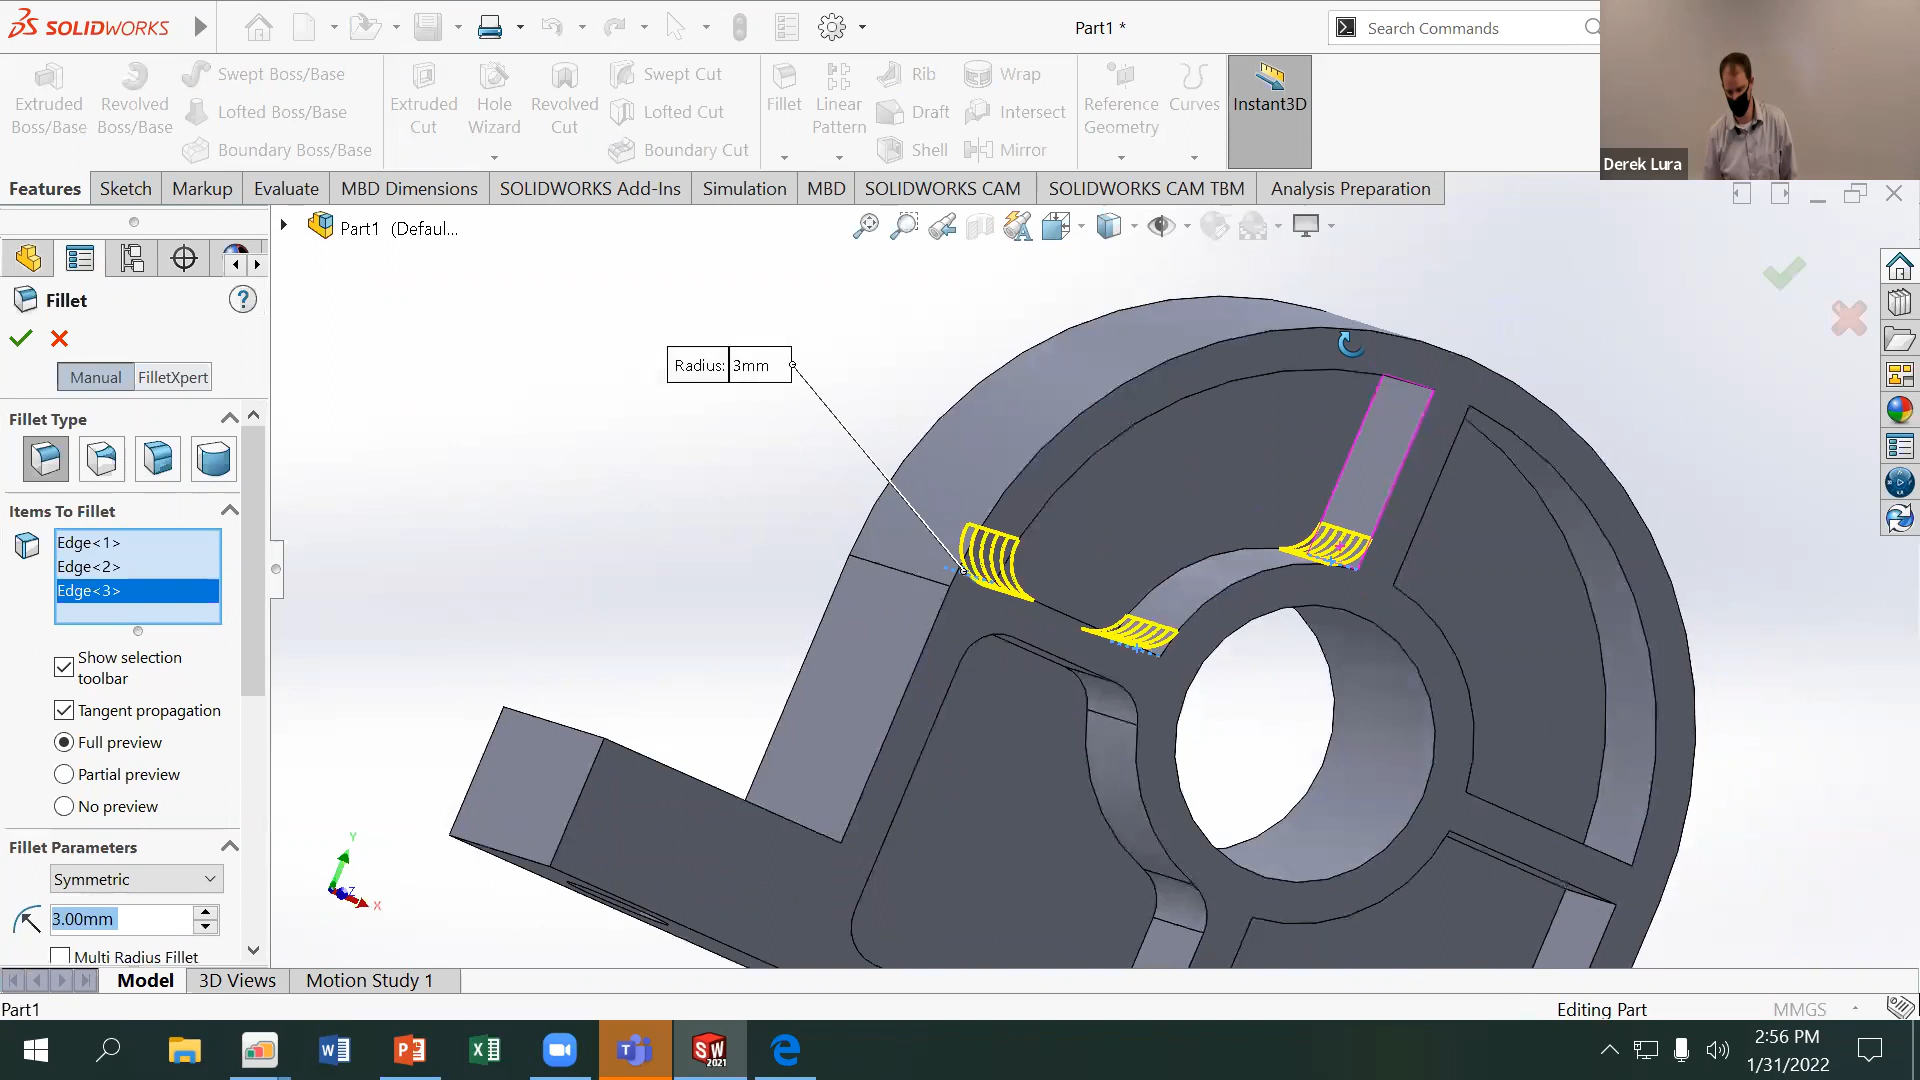 SOLIDWORKS
Part1 *
Search Commands
Extruded Boss/Base
Revolved Boss/Base
Swept Boss/Base
Lofted Boss/Base
Boundary Boss/Base
Extruded Cut
Hole Wizard
Revolved Cut
Swept Cut
Lofted Cut
Boundary Cut
Fillet
Linear Pattern
Rib
Draft
Shell
Wrap
Intersect
Mirror
Reference Geometry
Curves
Instant3D
Derek Lura
Features
Sketch
Markup
Evaluate
MBD Dimensions
SOLIDWORKS Add-Ins
Simulation
MBD
SOLIDWORKS CAM
SOLIDWORKS CAM TBM
Analysis Preparation
Part1 (Defaul...
Fillet
?
Manual
FilletXpert
Fillet Type
Items To Fillet
Edge<1>
Edge<2>
Edge<3>
Show selection
toolbar
Tangent propagation
Full preview
Partial preview
No preview
Fillet Parameters
Symmetric
3.00mm
Multi Radius Fillet
Radius: 3mm
Y
Z
X
Model
3D Views
Motion Study 1
Part1
Editing Part
MMGS
2:56 PM
1/31/2022
SW
2021